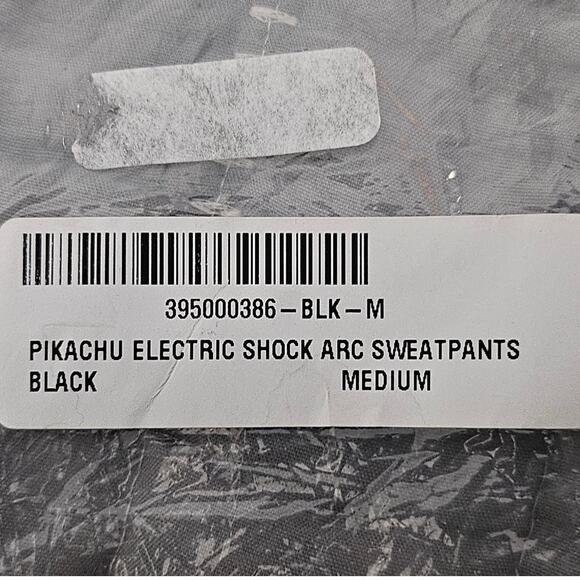 395000386-BLK-M
PIKACHU ELECTRIC SHOCK ARC SWEATPANTS
BLACK MEDIUM